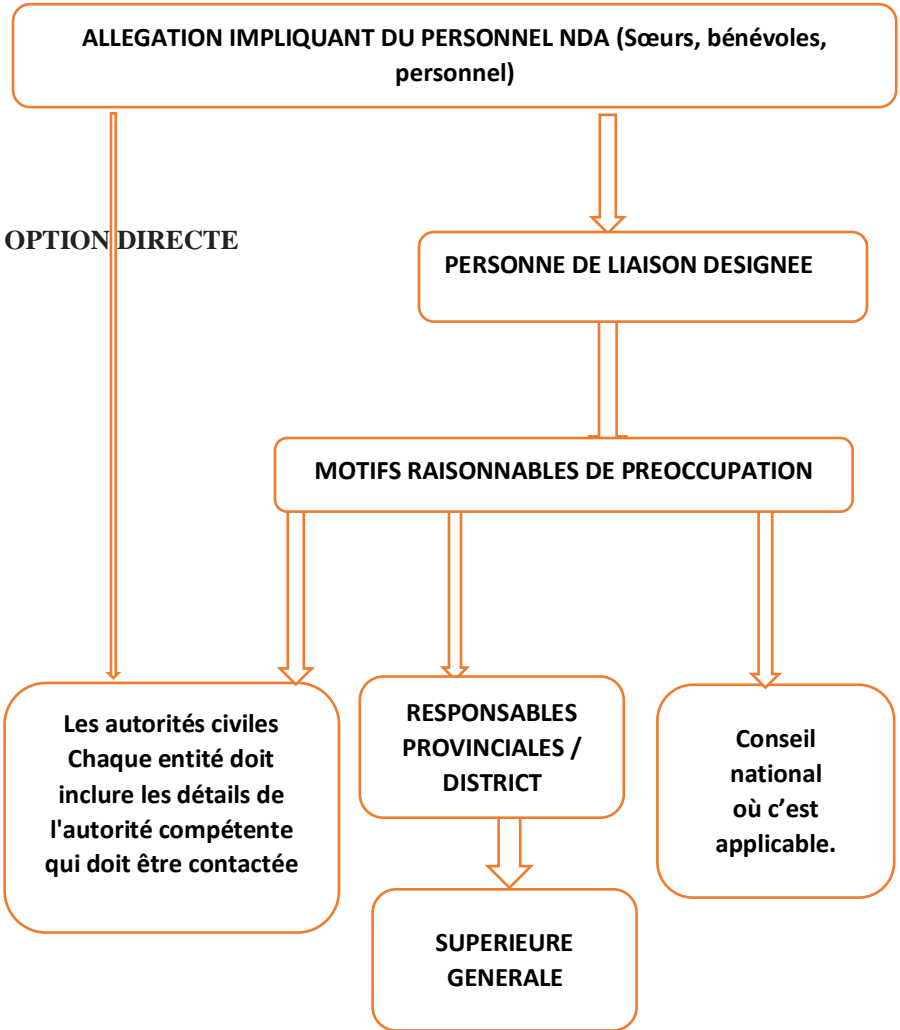 ALLEGATION IMPLIQUANT DU PERSONNEL NDA (Sœurs, bénévoles,
personnel)
OPTION DIRECTE
PERSONNE DE LIAISON DESIGNEE
MOTIFS RAISONNABLES DE PREOCCUPATION
Les autorités civiles
Chaque entité doit
inclure les détails de
l'autorité compétente
qui doit être contactée
RESPONSABLES
PROVINCIALES /
DISTRICT
Conseil
national
où c’est
applicable.
SUPERIEURE
GENERALE